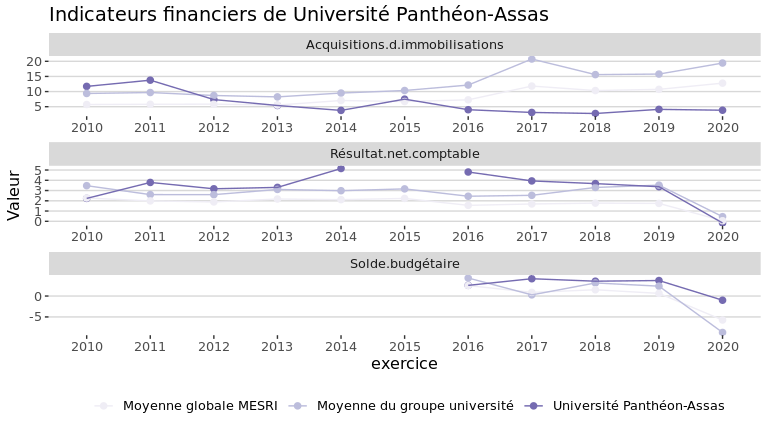 Indicateurs financiers de Université Panthéon-Assas
Acquisitions.d.immobilisations
20
15
10
5
2010 2011 2012 2013 2014 2015 2016 2017 2018 2019 2020
Résultat.net.comptable
5
4
3
2
1
0
2010 2011 2012 2013 2014 2015 2016 2017 2018 2019 2020
Valeur
Solde.budgétaire
0
-5
2010 2011 2012 2013 2014 2015 2016 2017 2018 2019 2020
exercice
Moyenne globale MESRI Moyenne du groupe université Université Panthéon-Assas